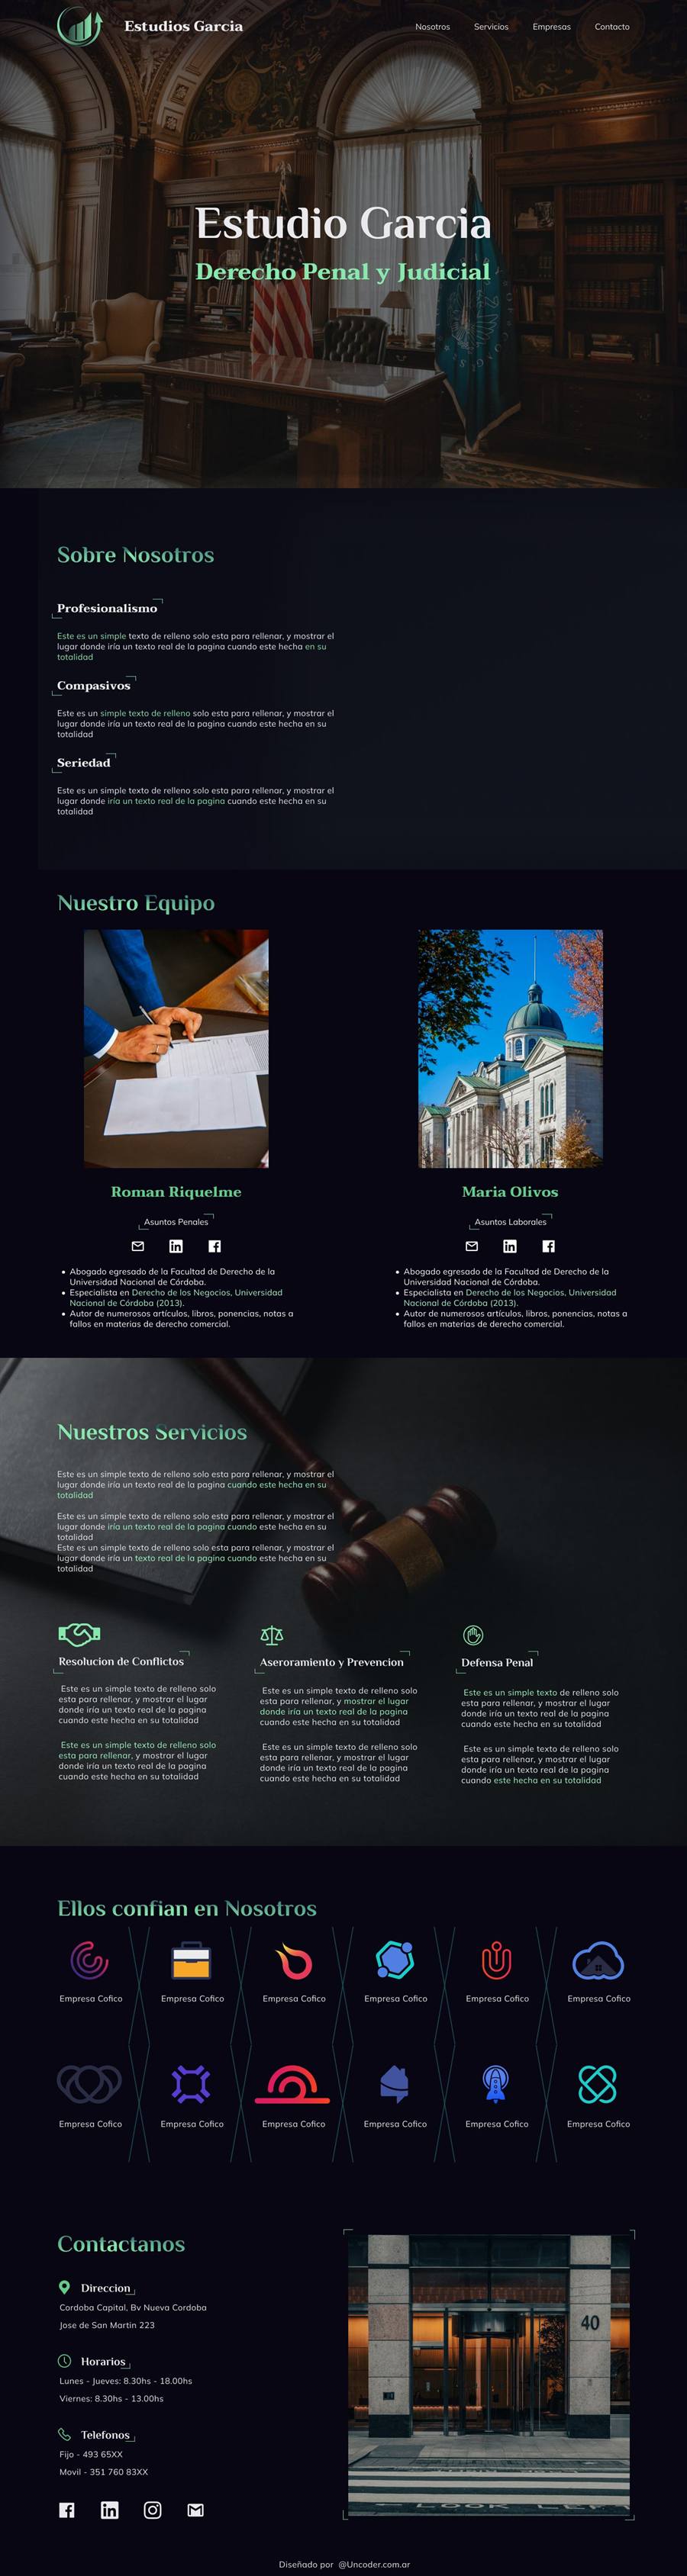 Estudios Garcia
Nosotros Servicios Empresas Contacto
Estudio Garcia
Derecho Penal y Judicial
Sobre Nosotros
Profesionalismo
Este es un simple texto de relleno solo esta para rellenar, y mostrar el
lugar donde iría un texto real de la pagina cuando este hecha en su
totalidad
Compasivos
Este es un simple texto de relleno solo esta para rellenar, y mostrar el
lugar donde iría un texto real de la pagina cuando este hecha en su
totalidad
Seriedad
Este es un simple texto de relleno solo esta para rellenar, y mostrar el
lugar donde iría un texto real de la pagina cuando este hecha en su
totalidad
Nuestro Equipo
Roman Riquelme
Asuntos Penales
Abogado egresado de la Facultad de Derecho de la
Universidad Nacional de Córdoba.
Especialista en Derecho de los Negocios, Universidad
Nacional de Córdoba (2013).
Autor de numerosos artículos, libros, ponencias, notas a
fallos en materias de derecho comercial.
Maria Olivos
Asuntos Laborales
Abogado egresado de la Facultad de Derecho de la
Universidad Nacional de Córdoba.
Especialista en Derecho de los Negocios, Universidad
Nacional de Córdoba (2013).
Autor de numerosos artículos, libros, ponencias, notas a
fallos en materias de derecho comercial.
Nuestros Servicios
Este es un simple texto de relleno solo esta para rellenar, y mostrar el
lugar donde iría un texto real de la pagina cuando este hecha en su
totalidad
Este es un simple texto de relleno solo esta para rellenar, y mostrar el
lugar donde iría un texto real de la pagina cuando este hecha en su
totalidad
Este es un simple texto de relleno solo esta para rellenar, y mostrar el
lugar donde iría un texto real de la pagina cuando este hecha en su
totalidad
Resolucion de Conflictos
Este es un simple texto de relleno solo
esta para rellenar, y mostrar el lugar
donde iría un texto real de la pagina
cuando este hecha en su totalidad
Este es un simple texto de relleno solo
esta para rellenar, y mostrar el lugar
donde iría un texto real de la pagina
cuando este hecha en su totalidad
Aseroramiento y Prevencion
Este es un simple texto de relleno solo
esta para rellenar, y mostrar el lugar
donde iría un texto real de la pagina
cuando este hecha en su totalidad
Este es un simple texto de relleno solo
esta para rellenar, y mostrar el lugar
donde iría un texto real de la pagina
cuando este hecha en su totalidad
Defensa Penal
Este es un simple texto de relleno solo
esta para rellenar, y mostrar el lugar
donde iría un texto real de la pagina
cuando este hecha en su totalidad
Este es un simple texto de relleno solo
esta para rellenar, y mostrar el lugar
donde iría un texto real de la pagina
cuando este hecha en su totalidad
Ellos confian en Nosotros
Empresa Cofico Empresa Cofico Empresa Cofico Empresa Cofico Empresa Cofico Empresa Cofico
Empresa Cofico Empresa Cofico Empresa Cofico Empresa Cofico Empresa Cofico Empresa Cofico
Contactanos
Direccion
Cordoba Capital, Bv Nueva Cordoba
Jose de San Martin 223
Horarios
Lunes - Jueves: 8.30hs - 18.00hs
Viernes: 8.30hs - 13.00hs
Telefonos
Fijo - 493 65XX
Movil - 351 760 83XX
40
LOOK LEFT
Diseñado por @Uncoder.com.ar